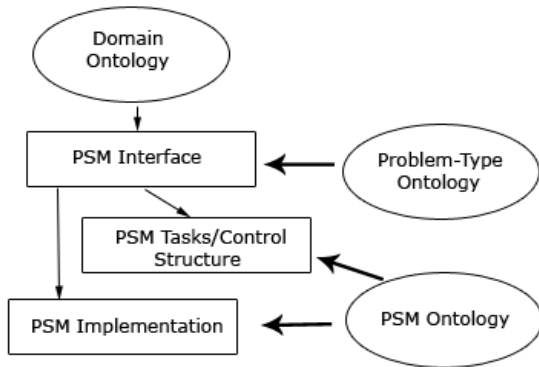 Domain
Ontology
PSM Interface
Problem-Type
Ontology
PSM Tasks/Control
Structure
PSM Implementation
PSM Ontology